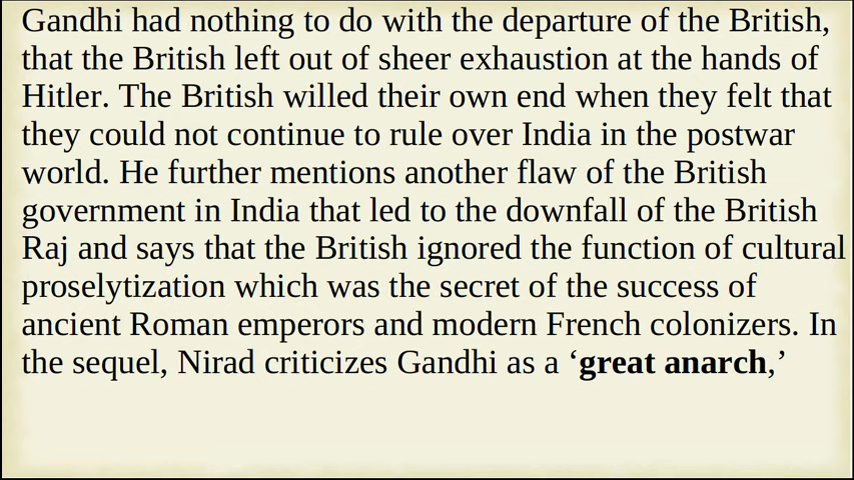 Gandhi had nothing to do with the departure of the British,
that the British left out of sheer exhaustion at the hands of
Hitler. The British willed their own end when they felt that
they could not continue to rule over India in the postwar
world. He further mentions another flaw of the British
government in India that led to the downfall of the British
Raj and says that the British ignored the function of cultural
proselytization which was the secret of the success of
ancient Roman emperors and modern French colonizers. In
the sequel, Nirad criticizes Gandhi as a ‘great anarch,’